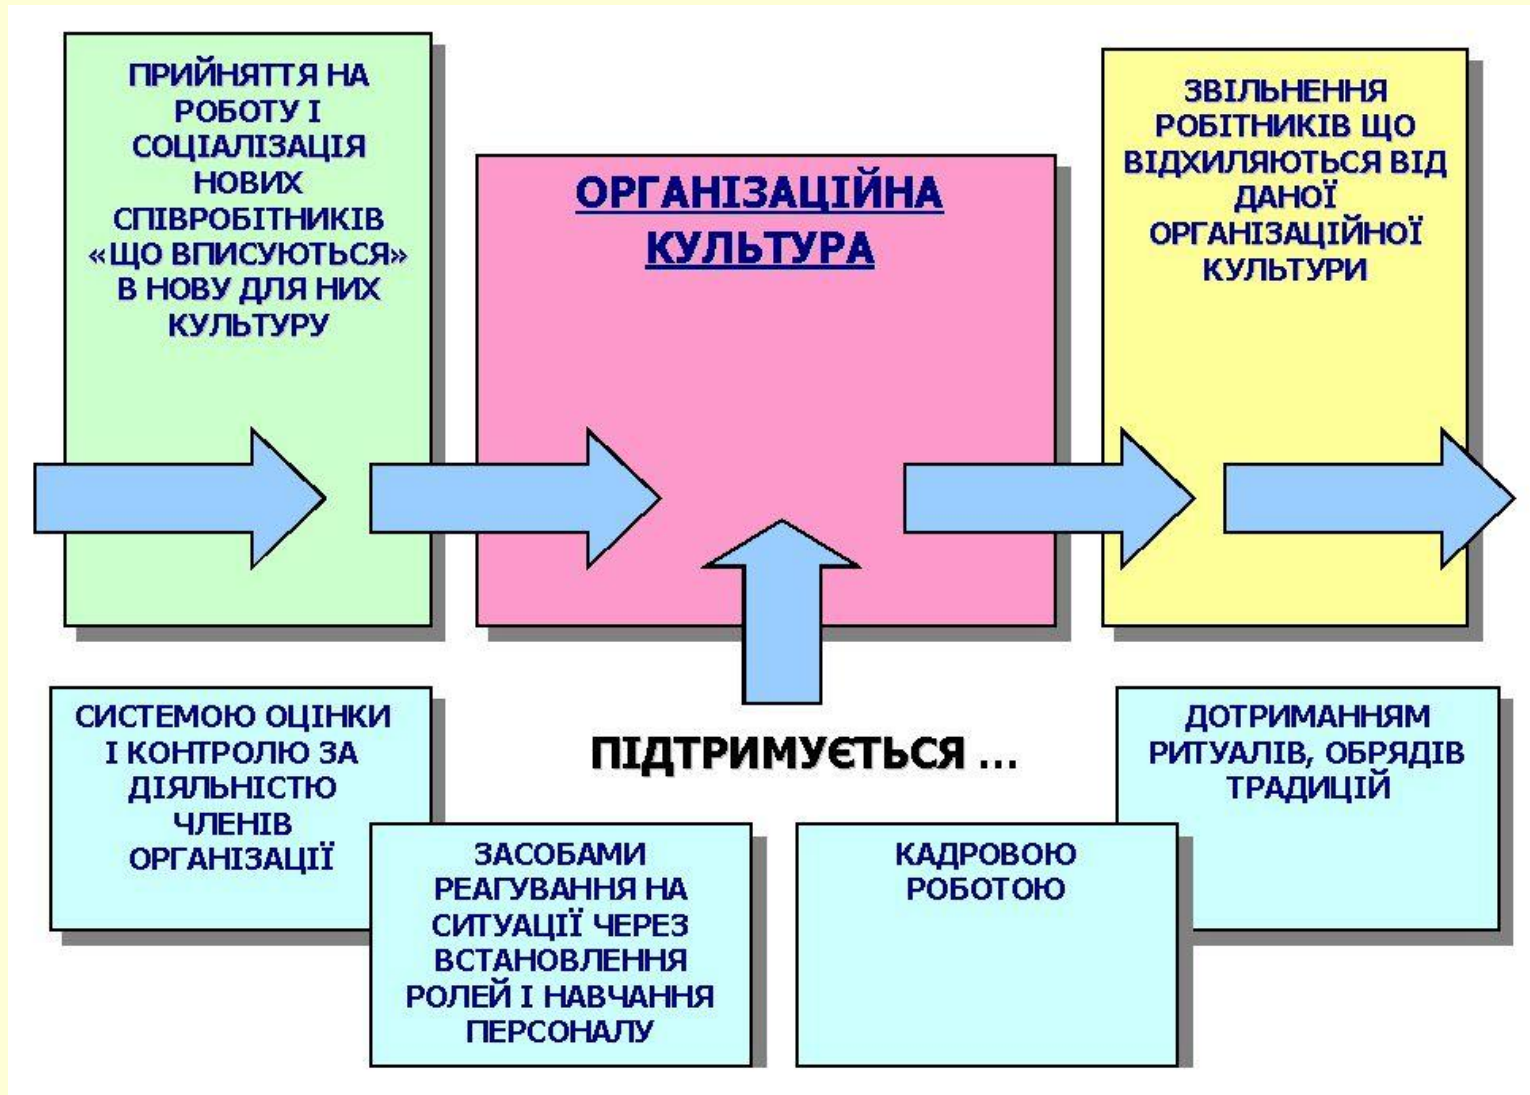 ПРИЙНЯТТЯ НА
РОБОТУ І
СОЦІАЛІЗАЦІЯ
НОВИХ
СПІВРОБІТНИКІВ
«ЩО ВПИСУЮТЬСЯ»
В НОВУ ДЛЯ НИХ
КУЛЬТУРУ
ОРГАНІЗАЦІЙНА
КУЛЬТУРА
ЗВІЛЬНЕННЯ
РОБІТНИКІВ ЩО
ВІДХИЛЯЮТЬСЯ ВІД
ДАНОЇ
ОРГАНІЗАЦІЙНОЇ
КУЛЬТУРИ
ПІДТРИМУЄТЬСЯ ...
СИСТЕМОЮ ОЦІНКИ
І КОНТРОЛЮ ЗА
ДІЯЛЬНІСТЮ
ЧЛЕНІВ
ОРГАНІЗАЦІЇ
ЗАСОБАМИ
РЕАГУВАННЯ НА
СИТУАЦІЇ ЧЕРЕЗ
ВСТАНОВЛЕННЯ
РОЛЕЙ І НАВЧАННЯ
ПЕРСОНАЛУ
КАДРОВОЮ
РОБОТОЮ
ДОТРИМАННЯМ
РИТУАЛІВ, ОБРЯДІВ
ТРАДИЦІЙ